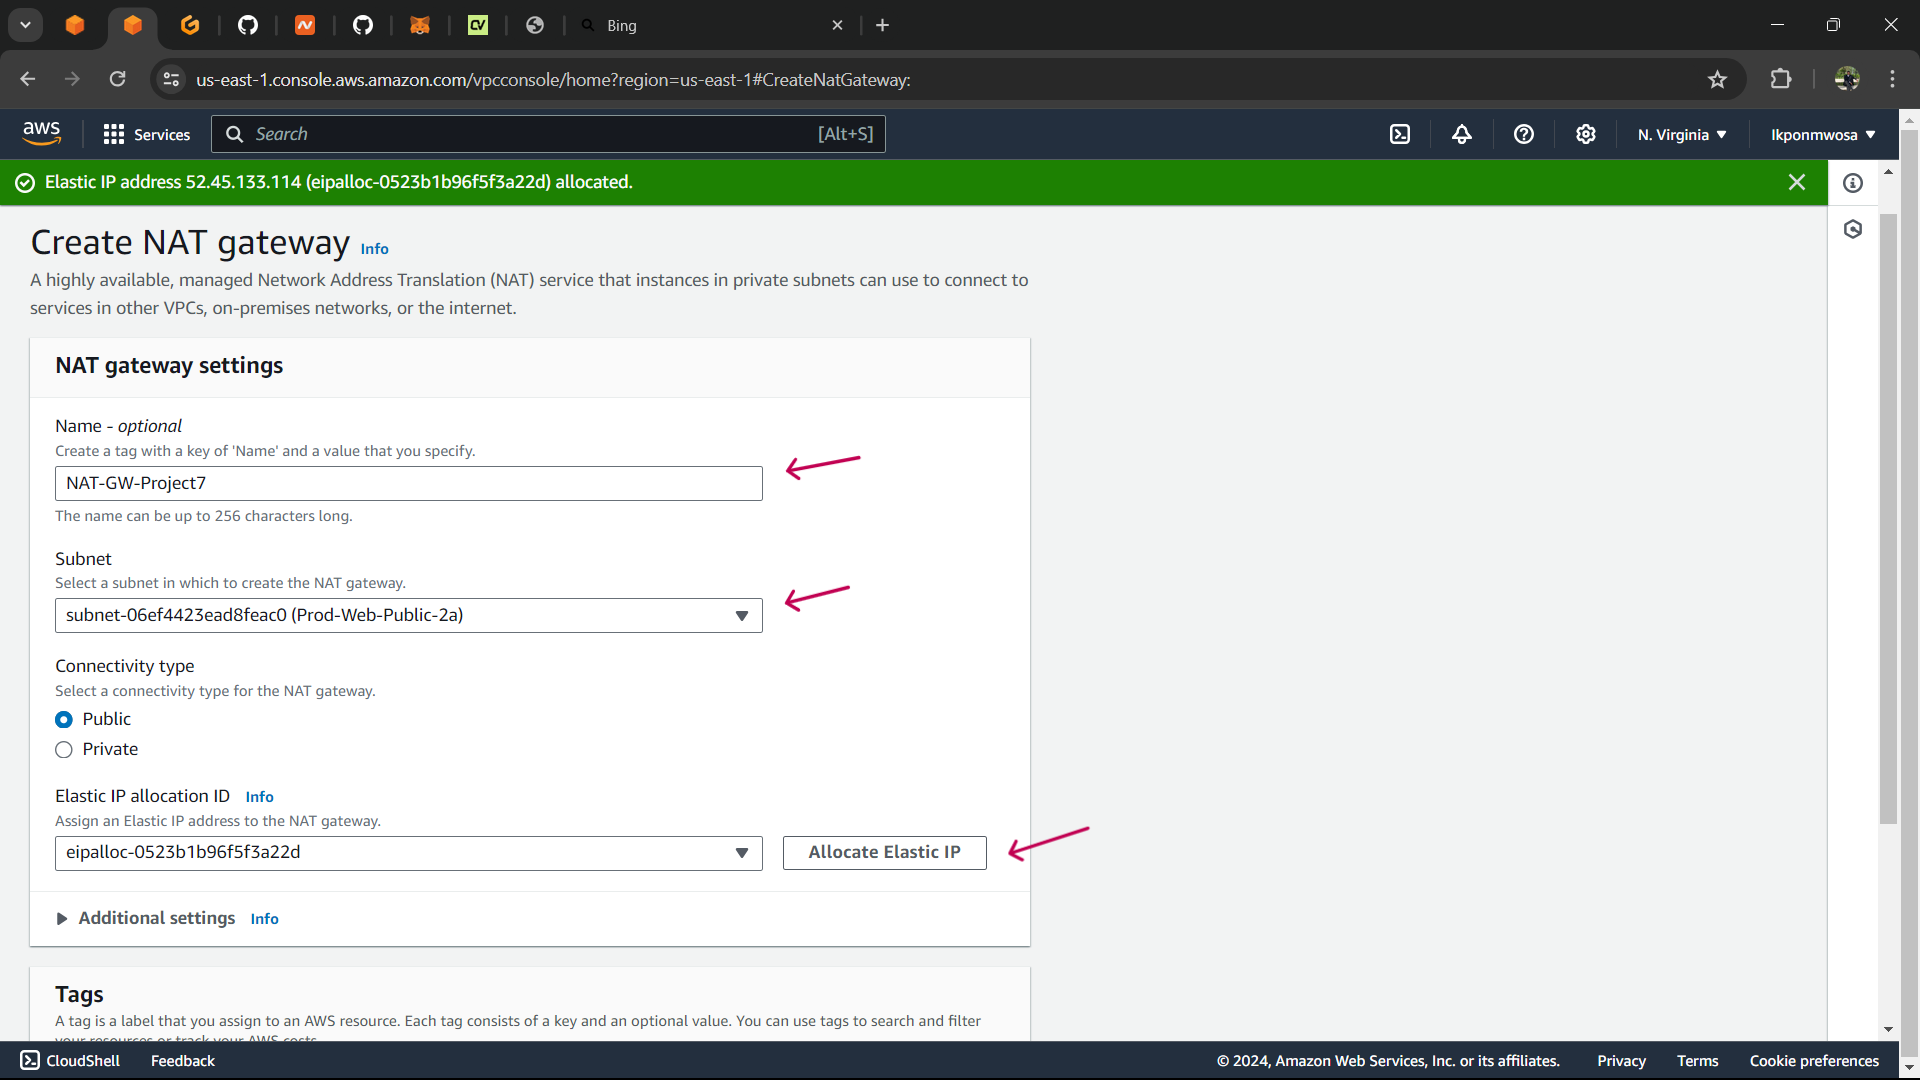 Bing
us-east-1.console.aws.amazon.com/vpcconsole/home?region=us-east-1#CreateNatGateway:
aws
Services
Search
[Alt+S]
N. Virginia
Ikponmwosa
Elastic IP address 52.45.133.114 (eipalloc-0523b1b96f5f3a22d) allocated.
Create NAT gateway Info
A highly available, managed Network Address Translation (NAT) service that instances in private subnets can use to connect to
services in other VPCs, on-premises networks, or the internet.
NAT gateway settings
Name - optional
Create a tag with a key of 'Name' and a value that you specify.
NAT-GW-Project7
The name can be up to 256 characters long.
Subnet
Select a subnet in which to create the NAT gateway.
subnet-06ef4423ead8feac0 (Prod-Web-Public-2a)
Connectivity type
Select a connectivity type for the NAT gateway.
Public
Private
Elastic IP allocation ID Info
Assign an Elastic IP address to the NAT gateway.
eipalloc-0523b1b96f5f3a22d
Allocate Elastic IP
Additional settings Info
Tags
A tag is a label that you assign to an AWS resource. Each tag consists of a key and an optional value. You can use tags to search and filter
your resources or track your AWS costs.
CloudShell
Feedback
© 2024, Amazon Web Services, Inc. or its affiliates.
Privacy
Terms
Cookie preferences